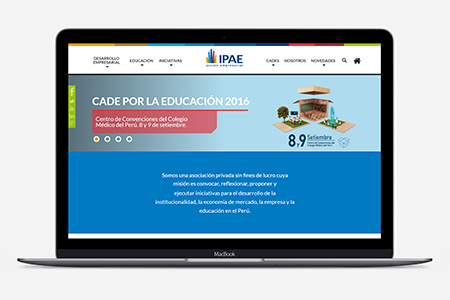 DESARROLLO
EMPRESARIAL
EDUCACIÓN
INICIATIVAS
IPAE
acción empresarial
CADES
NOSOTROS
NOVEDADES
CADE POR LA EDUCACIÓN 2016
Centro de Convenciones del Colegio
Médico del Perú. 8 y 9 de setiembre.
8,9 Setiembre
Somos una asociación privada sin fines de lucro cuya
misión es convocar, reflexionar, proponer y
ejecutar iniciativas para el desarrollo de la
institucionalidad, la economía de mercado, la empresa y la
educación en el Perú.
MacBook